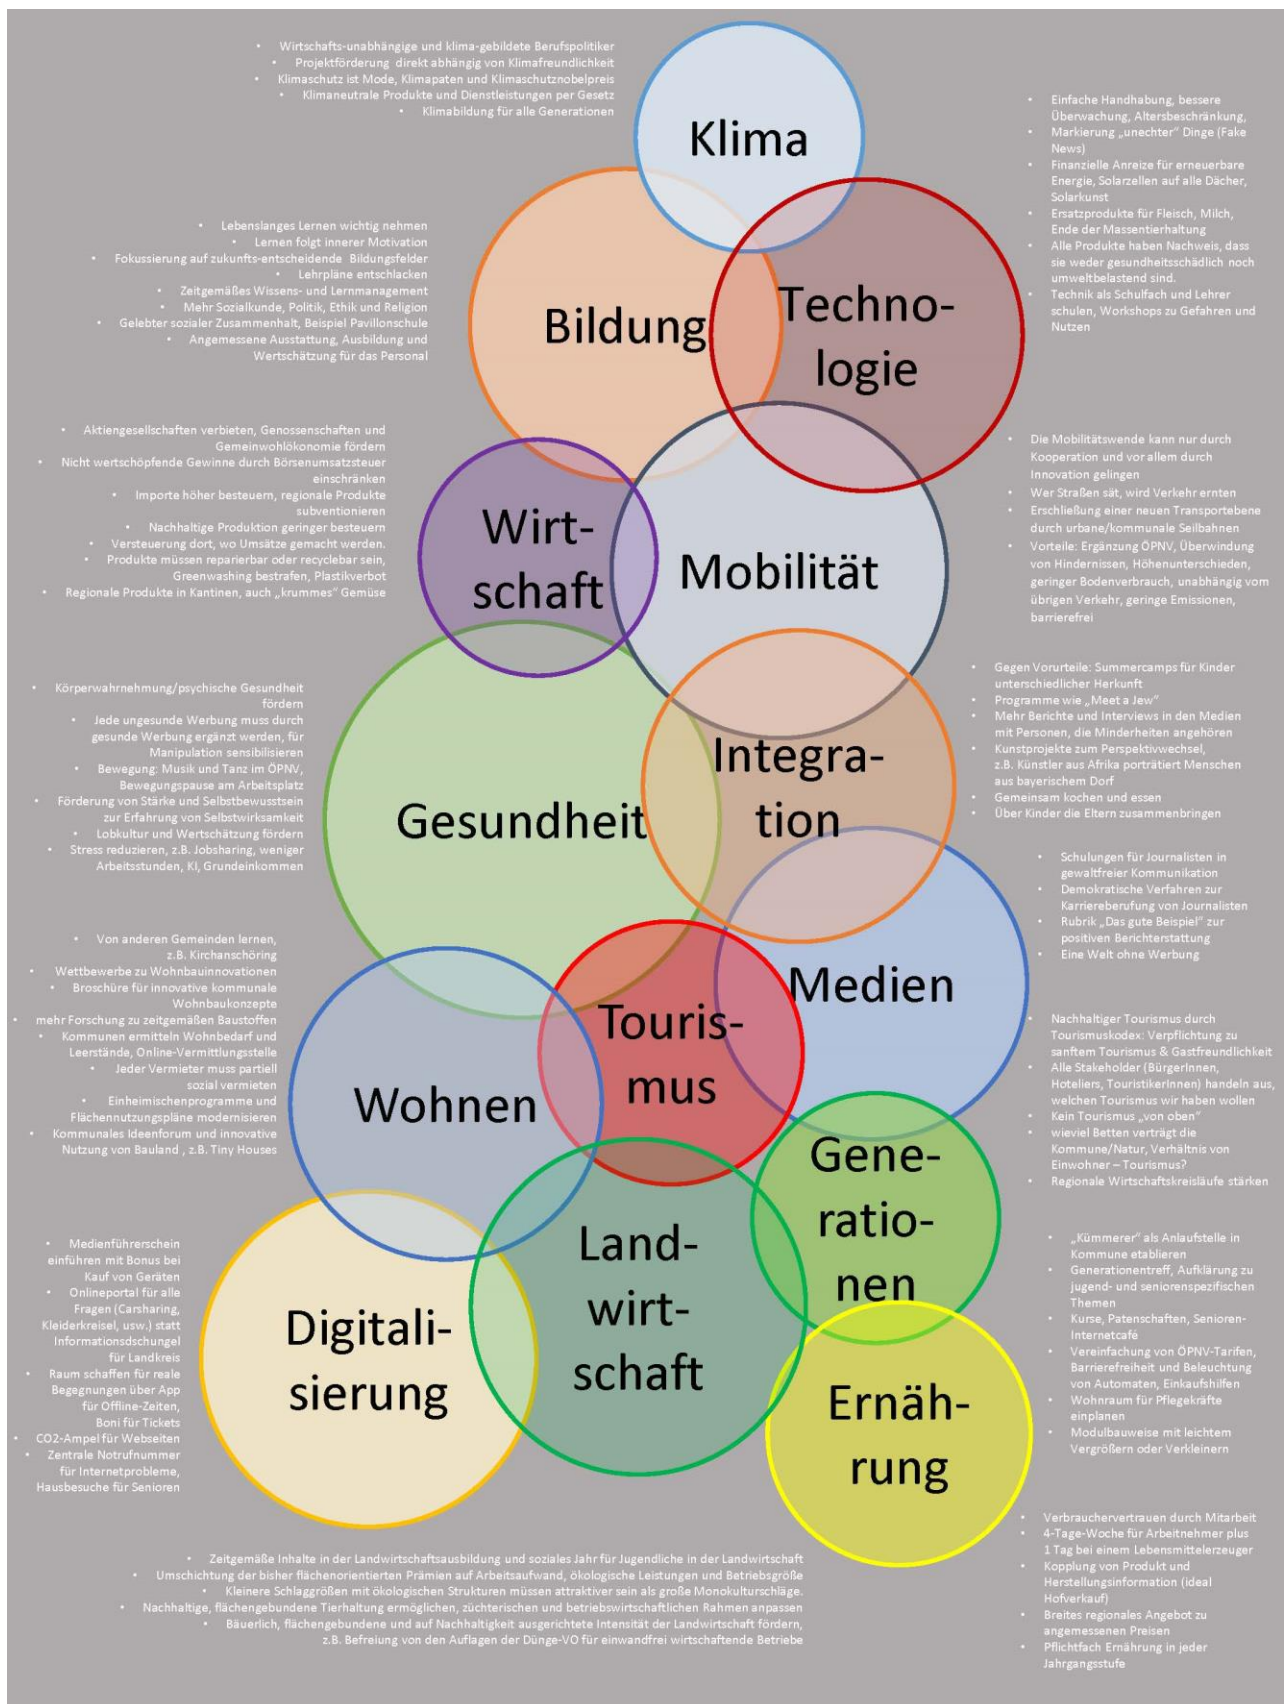 • Wirtschafts-unabhängige und klima-gebildete Berufspolitiker
• Projektförderung direkt abhängig von Klimafreundlichkeit
• Klimaschutz ist Mode, Klimapaten und Klimaschutznobelpreis
• Klimaneutrale Produkte und Dienstleistungen per Gesetz
• Klimabildung für alle Generationen
Klima
• Einfache Handhabung, bessere
Überwachung, Altersbeschränkung,
• Markierung „unechter“ Dinge (Fake
News)
• Finanzielle Anreize für erneuerbare
Energie, Solarzellen auf alle Dächer,
Solarkunst
• Ersatzprodukte für Fleisch, Milch,
Ende der Massentierhaltung
• Alle Produkte haben Nachweis, dass
sie weder gesundheitsschädlich noch
umweltbelastend sind.
• Technik als Schulfach und Lehrer
schulen, Workshops zu Gefahren und
Nutzen
• Lebenslanges Lernen wichtig nehmen
• Lernen folgt innerer Motivation
• Fokussierung auf zukunfts-entscheidende Bildungsfelder
• Lehrpläne entschlacken
• Zeitgemäßes Wissens- und Lernmanagement
• Mehr Sozialkunde, Politik, Ethik und Religion
• Gelebter sozialer Zusammenhalt, Beispiel Pavillonschule
• Angemessene Ausstattung, Ausbildung und
Wertschätzung für das Personal
Bildung
Techno-
logie
• Aktiengesellschaften verbieten, Genossenschaften und
Gemeinwohlökonomie fördern
• Nicht wertschöpfende Gewinne durch Börsenumsatzsteuer
einschränken
• Importe höher besteuern, regionale Produkte
subventionieren
• Nachhaltige Produktion geringer besteuern
• Versteuerung dort, wo Umsätze gemacht werden.
• Produkte müssen reparierbar oder recyclebar sein,
Greenwashing bestrafen, Plastikverbot
• Regionale Produkte in Kantinen, auch „krummes“ Gemüse
Wirt-
schaft
Mobilität
• Die Mobilitätswende kann nur durch
Kooperation und vor allem durch
Innovation gelingen
• Wer Straßen sät, wird Verkehr ernten
• Erschließung einer neuen Transportebene
durch urbane/kommunale Seilbahnen
• Vorteile: Ergänzung ÖPNV, Überwindung
von Hindernissen, Höhenunterschieden,
geringer Bodenverbrauch, unabhängig vom
übrigen Verkehr, geringe Emissionen,
barrierefrei
• Körperwahrnehmung/psychische Gesundheit
fördern
• Jede ungesunde Werbung muss durch
gesunde Werbung ergänzt werden, für
Manipulation sensibilisieren
• Bewegung: Musik und Tanz im ÖPNV,
Bewegungspause am Arbeitsplatz
• Förderung von Stärke und Selbstbewusstsein
zur Erfahrung von Selbstwirksamkeit
• Lobkultur und Wertschätzung fördern
• Stress reduzieren, z.B. Jobsharing, weniger
Arbeitsstunden, KI, Grundeinkommen
Gesundheit
Integra-
tion
• Gegen Vorurteile: Summercamps für Kinder
unterschiedlicher Herkunft
• Programme wie „Meet a Jew“
• Mehr Berichte und Interviews in den Medien
mit Personen, die Minderheiten angehören
• Kunstprojekte zum Perspektivwechsel,
z.B. Künstler aus Afrika porträtiert Menschen
aus bayerischem Dorf
• Gemeinsam kochen und essen
• Über Kinder die Eltern zusammenbringen
• Schulungen für Journalisten in
gewaltfreier Kommunikation
• Demokratische Verfahren zur
Karriereberufung von Journalisten
• Rubrik „Das gute Beispiel“ zur
positiven Berichterstattung
• Eine Welt ohne Werbung
Medien
• Von anderen Gemeinden lernen,
z.B. Kirchanschöring
• Wettbewerbe zu Wohnbauinnovationen
• Broschüre für innovative kommunale
Wohnbaukonzepte
• mehr Forschung zu zeitgemäßen Baustoffen
• Kommunen ermitteln Wohnbedarf und
Leerstände, Online-Vermittlungsstelle
• Jeder Vermieter muss partiell
sozial vermieten
• Einheimischenprogramme und
Flächennutzungspläne modernisieren
• Kommunales Ideenforum und innovative
Nutzung von Bauland , z.B. Tiny Houses
Wohnen
Touris-
mus
• Nachhaltiger Tourismus durch
Tourismuskodex: Verpflichtung zu
sanftem Tourismus & Gastfreundlichkeit
• Alle Stakeholder (BürgerInnen,
Hoteliers, TouristikerInnen) handeln aus,
welchen Tourismus wir haben wollen
• Kein Tourismus „von oben“
• wieviel Betten verträgt die
Kommune/Natur, Verhältnis von
Einwohner – Tourismus?
• Regionale Wirtschaftskreisläufe stärken
Gene-
ratio-
nen
• Medienführerschein
einführen mit Bonus bei
Kauf von Geräten
• Onlineportal für alle
Fragen (Carsharing,
Kleiderkreisel, usw.) statt
Informationsdschungel
für Landkreis
• Raum schaffen für reale
Begegnungen über App
für Offline-Zeiten,
Boni für Tickets
• CO2-Ampel für Webseiten
• Zentrale Notrufnummer
für Internetprobleme,
Hausbesuche für Senioren
Digitali-
sierung
Land-
wirt-
schaft
• „Kümmerer“ als Anlaufstelle in
Kommune etablieren
• Generationentreff, Aufklärung zu
jugend- und seniorenspezifischen
Themen
• Kurse, Patenschaften, Senioren-
Internetcafé
• Vereinfachung von ÖPNV-Tarifen,
Barrierefreiheit und Beleuchtung
von Automaten, Einkaufshilfen
• Wohnraum für Pflegekräfte
einplanen
• Modulbauweise mit leichtem
Vergrößern oder Verkleinern
Ernäh-
rung
• Verbrauchervertrauen durch Mitarbeit
• 4-Tage-Woche für Arbeitnehmer plus
1 Tag bei einem Lebensmittelerzeuger
• Kopplung von Produkt und
Herstellungsinformation (ideal
Hofverkauf)
• Breites regionales Angebot zu
angemessenen Preisen
• Pflichtfach Ernährung in jeder
Jahrgangsstufe
• Zeitgemäße Inhalte in der Landwirtschaftsausbildung und soziales Jahr für Jugendliche in der Landwirtschaft
• Umschichtung der bisher flächenorientierten Prämien auf Arbeitsaufwand, ökologische Leistungen und Betriebsgröße
• Kleinere Schlaggrößen mit ökologischen Strukturen müssen attraktiver sein als große Monokulturschläge.
• Nachhaltige, flächengebundene Tierhaltung ermöglichen, züchterischen und betriebswirtschaftlichen Rahmen anpassen
• Bäuerlich, flächengebundene und auf Nachhaltigkeit ausgerichtete Intensität der Landwirtschaft fördern,
z.B. Befreiung von den Auflagen der Dünge-VO für einwandfrei wirtschaftende Betriebe